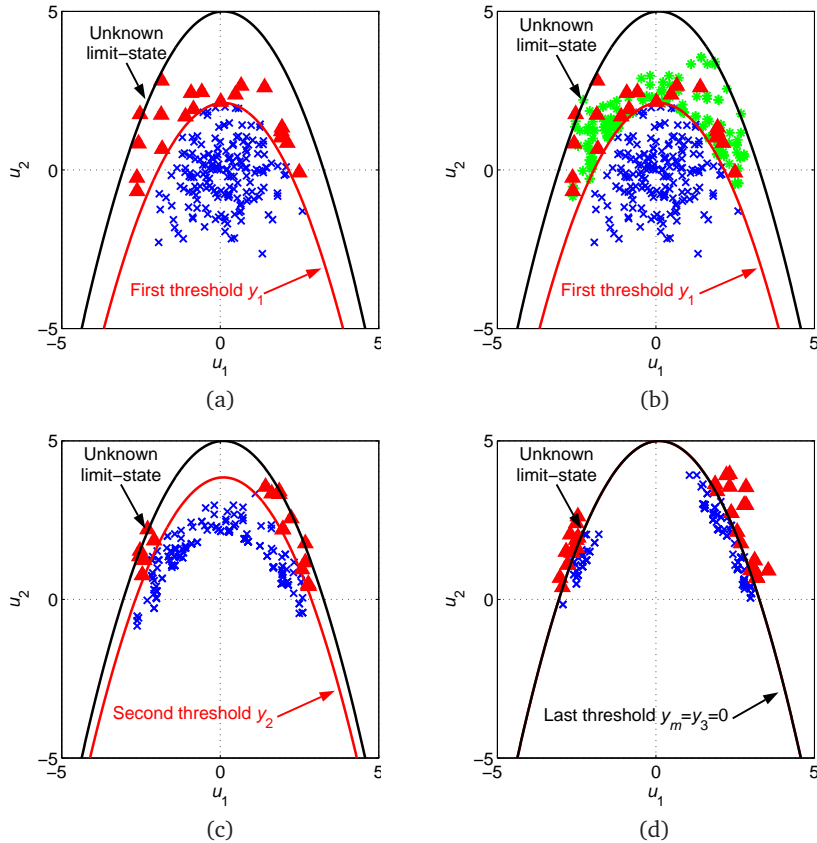 5
Unknown
limit−state
u2
0
First threshold y1
−5
−5 0 5
u1
(a)
5
Unknown
limit−state
u2
0
First threshold y1
−5
−5 0 5
u1
(b)
5
Unknown
limit−state
u2
0
Second threshold y2
−5
−5 0 5
u1
(c)
5
Unknown
limit−state
u2
0
Last threshold ym=y3=0
−5
−5 0 5
u1
(d)